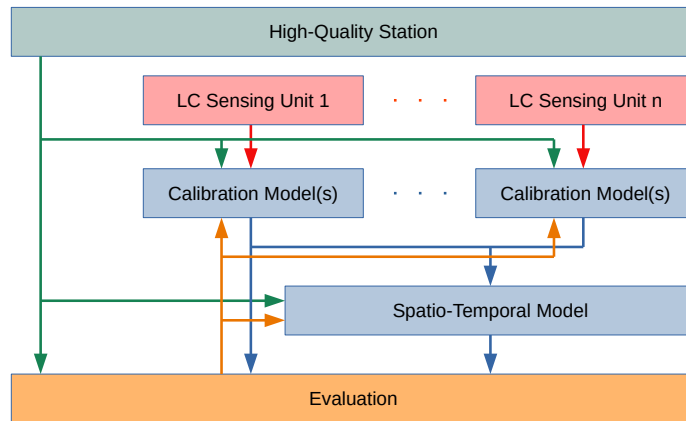 High-Quality Station
LC Sensing Unit 1
. . .
LC Sensing Unit n
Calibration Model(s)
. . .
Calibration Model(s)
Spatio-Temporal Model
Evaluation